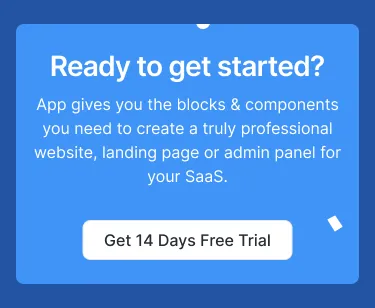 Ready to get started?
App gives you the blocks & components
you need to create a truly professional
website, landing page or admin panel for
your SaaS.
Get 14 Days Free Trial